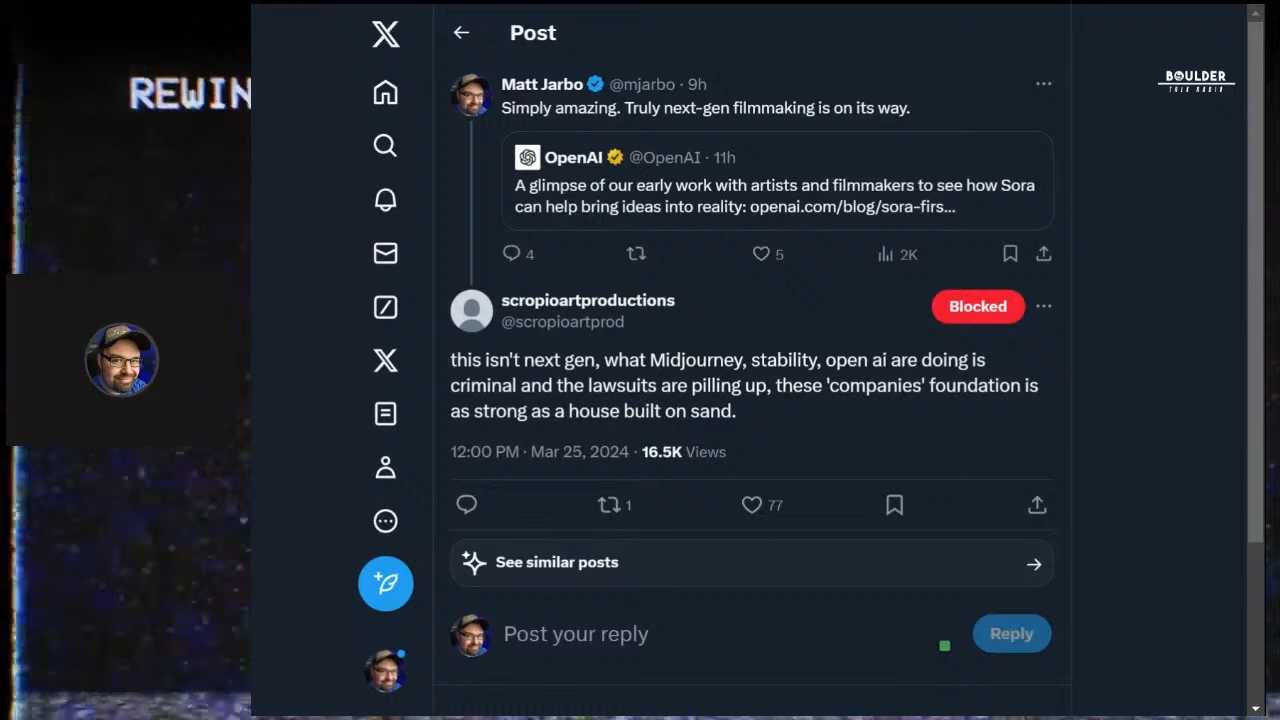 REWIN
BOULDER
TALK RADIO
Post
Matt Jarbo @mjarbo · 9h
Simply amazing. Truly next-gen filmmaking is on its way.
OpenAI @OpenAI · 11h
A glimpse of our early work with artists and filmmakers to see how Sora
can help bring ideas into reality: openai.com/blog/sora-firs...
4
5
2K
scropioartproductions
@scropioartprod
Blocked
this isn't next gen, what Midjourney, stability, open ai are doing is
criminal and the lawsuits are pilling up, these 'companies' foundation is
as strong as a house built on sand.
12:00 PM · Mar 25, 2024 · 16.5K Views
1
77
See similar posts
Post your reply
Reply